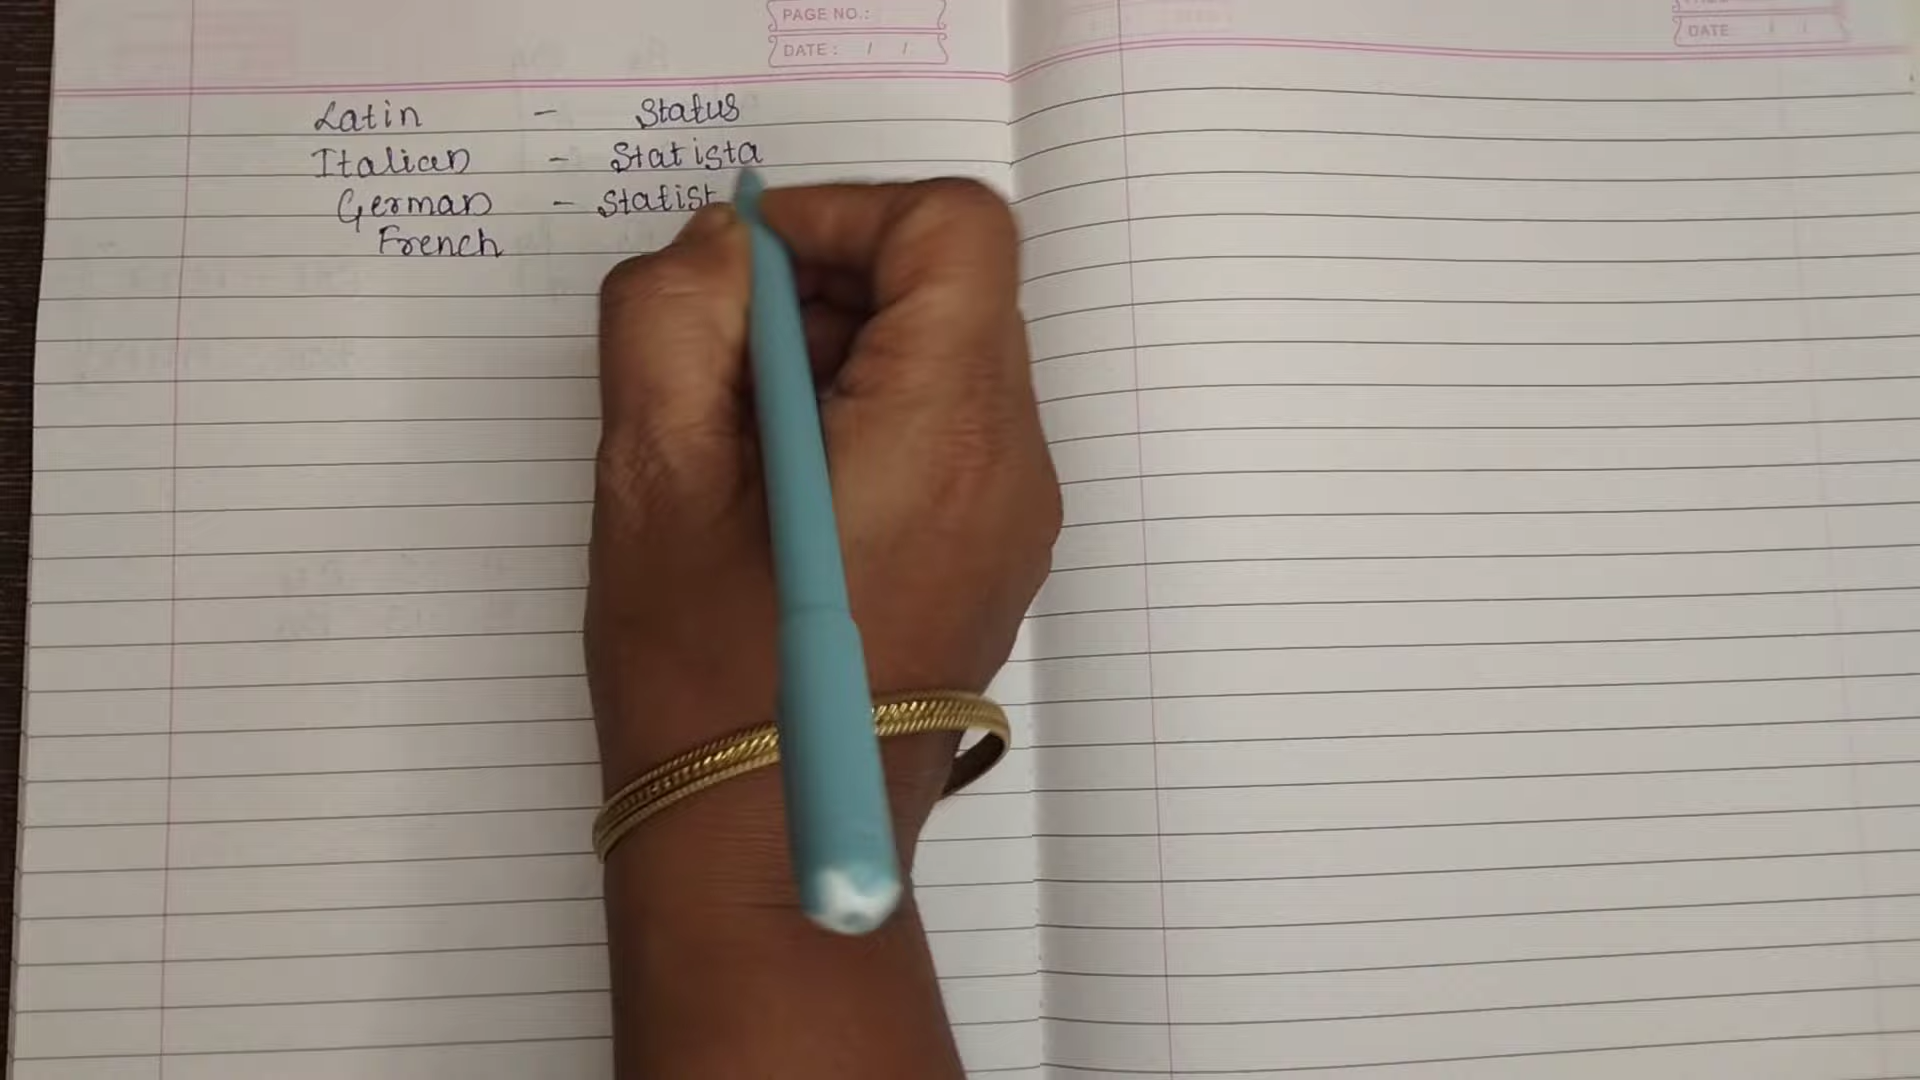 PAGE NO.:
DATE: / /
DATE / /
Latin - Status
Italian - Statista
German - Statist
French